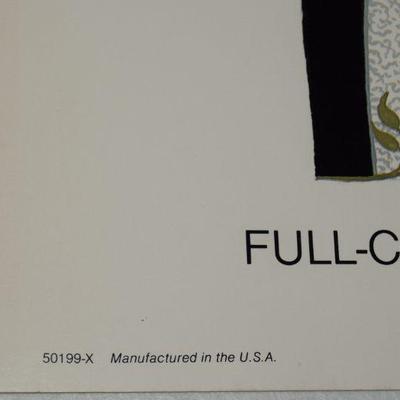 FULL-C
50199-X Manufactured in the U.S.A.